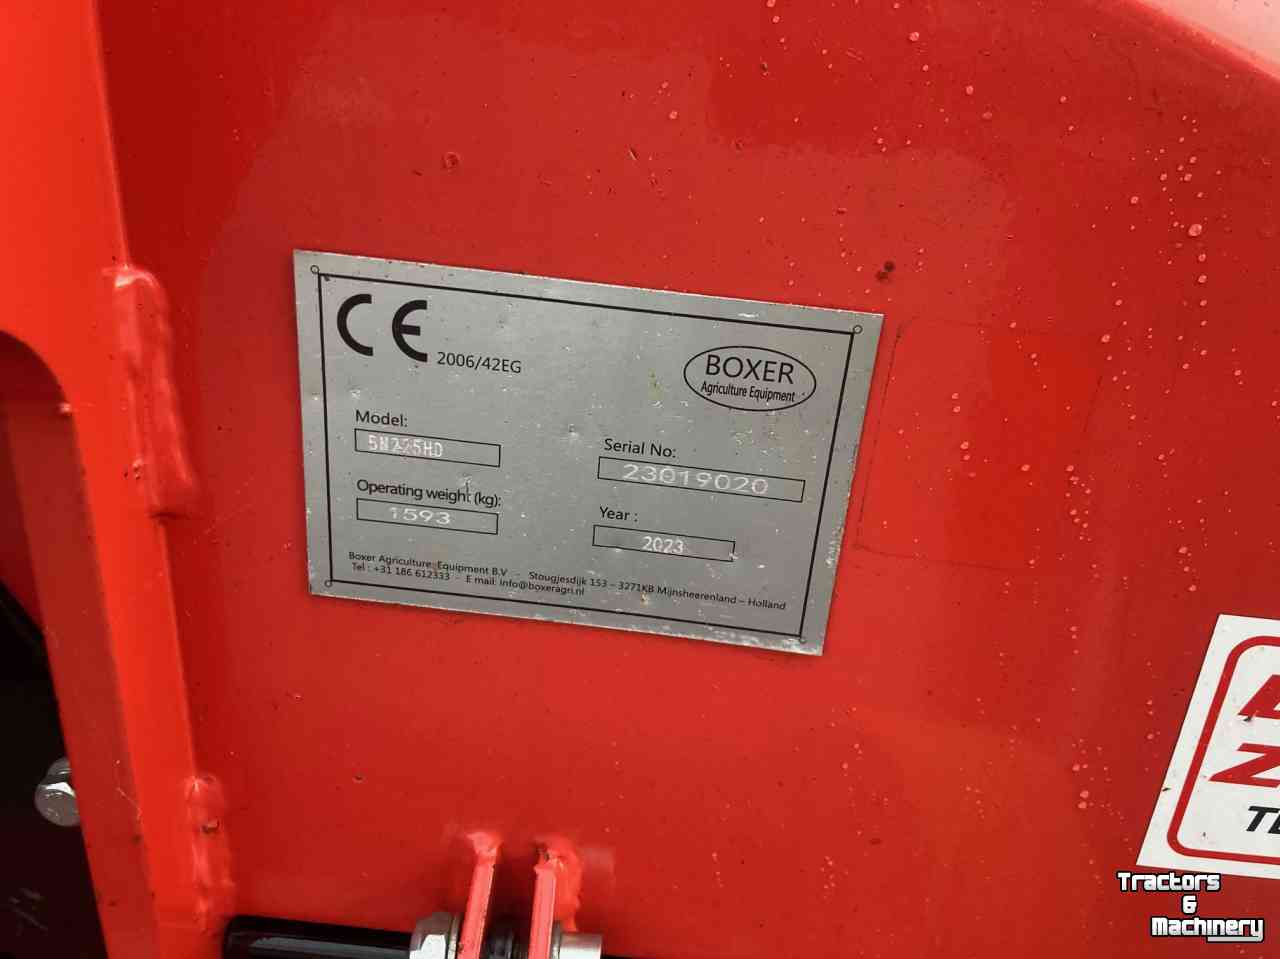 CE 2006/42EG
BOXER
Agriculture Equipment
Model:
Serial No:
23019020
Operating weight (kg):
1593
Year :
2023
Boxer Agriculture Equipment B.V - Stougjesdijk 153 - 3271KB Mijnsheerenland - Holland
Tel : +31 186 612333 - E mail: info@boxeragri.nl
Tractors
&
Machinery